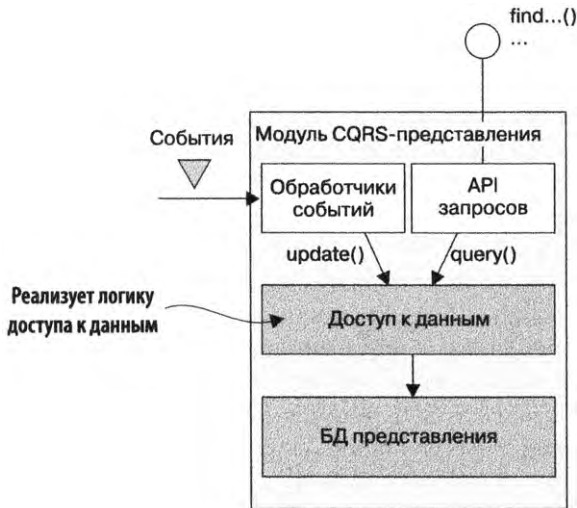 find...()
...
События
Модуль CQRS-представления
Обработчики
событий
API
запросов
update()
query()
Реализует логику
доступа к данным
Доступ к данным
БД представления